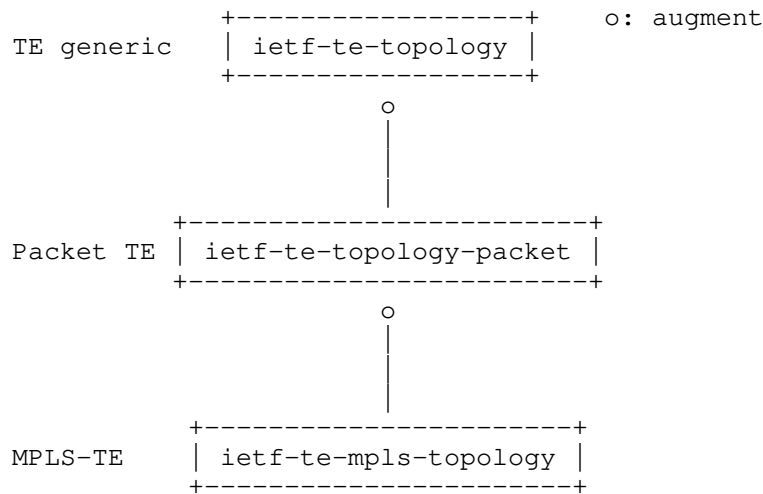 +------------------+ o: augment
TE generic | ietf-te-topology |
+------------------+
o
|
|
|
|
+-------------------------+
Packet TE | ietf-te-topology-packet |
+-------------------------+
o
|
|
|
|
+-----------------------+
MPLS-TE | ietf-te-mpls-topology |
+-----------------------+